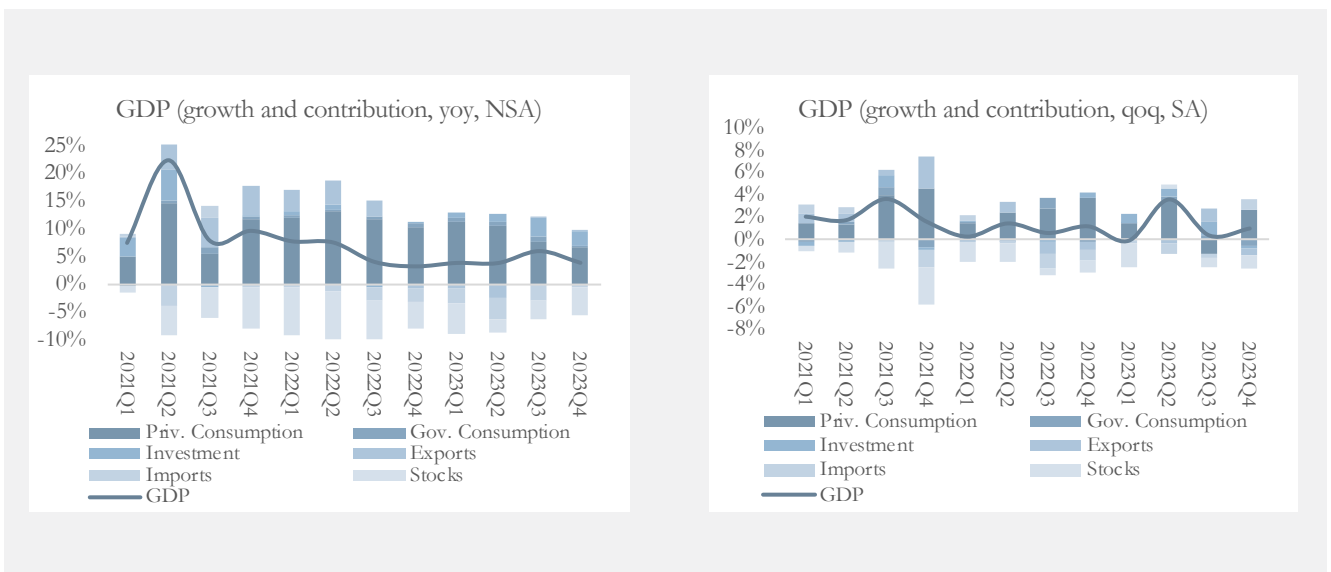 GDP (growth and contribution, yoy, NSA)
25%
20%
15%
10%
5%
0%
-5%
-10%
2021Q1
2021Q2
2021Q3
2021Q4
2022Q1
2022Q2
2022Q3
2022Q4
2023Q1
2023Q2
2023Q3
2023Q4
Priv. Consumption Gov. Consumption
Investment Exports
Imports Stocks
GDP
GDP (growth and contribution, qoq, SA)
10%
8%
6%
4%
2%
0%
-2%
-4%
-6%
-8%
2021Q1
2021Q2
2021Q3
2021Q4
2022Q1
2022Q2
2022Q3
2022Q4
2023Q1
2023Q2
2023Q3
2023Q4
Priv. Consumption Gov. Consumption
Investment Exports
Imports Stocks
GDP